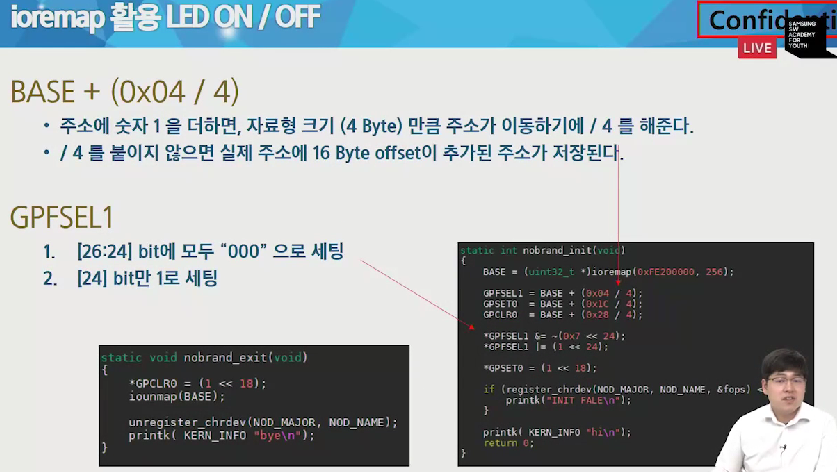 ioremap 활용 LED ON / OFF
Confidenti
LIVE
SAMSUNG
SW
ACADEMY
FOR
YOUTH
BASE + (0x04 / 4)
• 주소에 숫자 1 을 더하면, 자료형 크기 (4 Byte) 만큼 주소가 이동하기에 / 4 를 해준다.
• / 4 를 붙이지 않으면 실제 주소에 16 Byte offset이 추가된 주소가 저장된다.
GPFSEL1
1. [26:24] bit에 모두 “000” 으로 세팅
2. [24] bit만 1로 세팅
static void nobrand_exit(void)
{
*GPCLR0 = (1 << 18);
iounmap(BASE);
unregister_chrdev(NOD_MAJOR, NOD_NAME);
printk( KERN_INFO "bye\n");
}
static int nobrand_init(void)
{
BASE = (uint32_t *)ioremap(0xFE200000, 256);
GPFSEL1 = BASE + (0x04 / 4);
GPSET0 = BASE + (0x1C / 4);
GPCLR0 = BASE + (0x28 / 4);
*GPFSEL1 &= ~(0x7 << 24);
*GPFSEL1 |= (1 << 24);
*GPSET0 = (1 << 18);
if (register_chrdev(NOD_MAJOR, NOD_NAME, &fops) <
printk("INIT FALE\n");
}
printk( KERN_INFO "hi\n");
return 0;
}